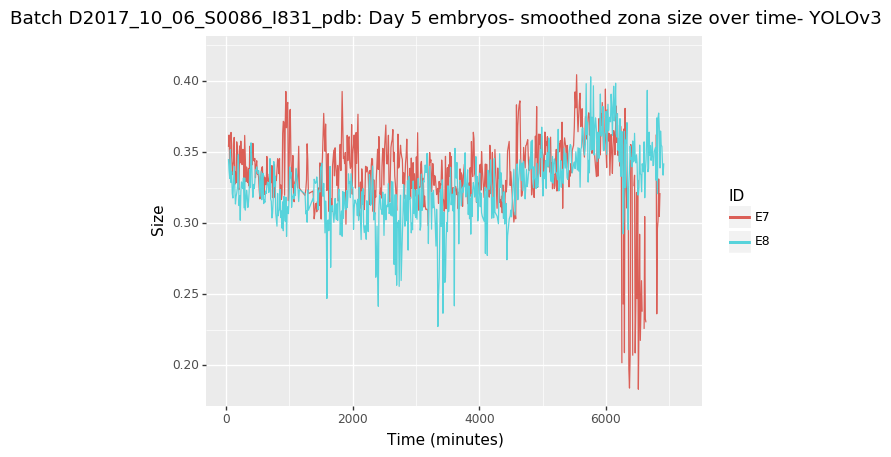 Batch D2017_10_06_S0086_I831_pdb: Day 5 embryos- smoothed zona size over time- YOLOv3
0.40
0.35
0.30
0.25
0.20
Size
0
2000
4000
6000
Time (minutes)
ID
E7
E8